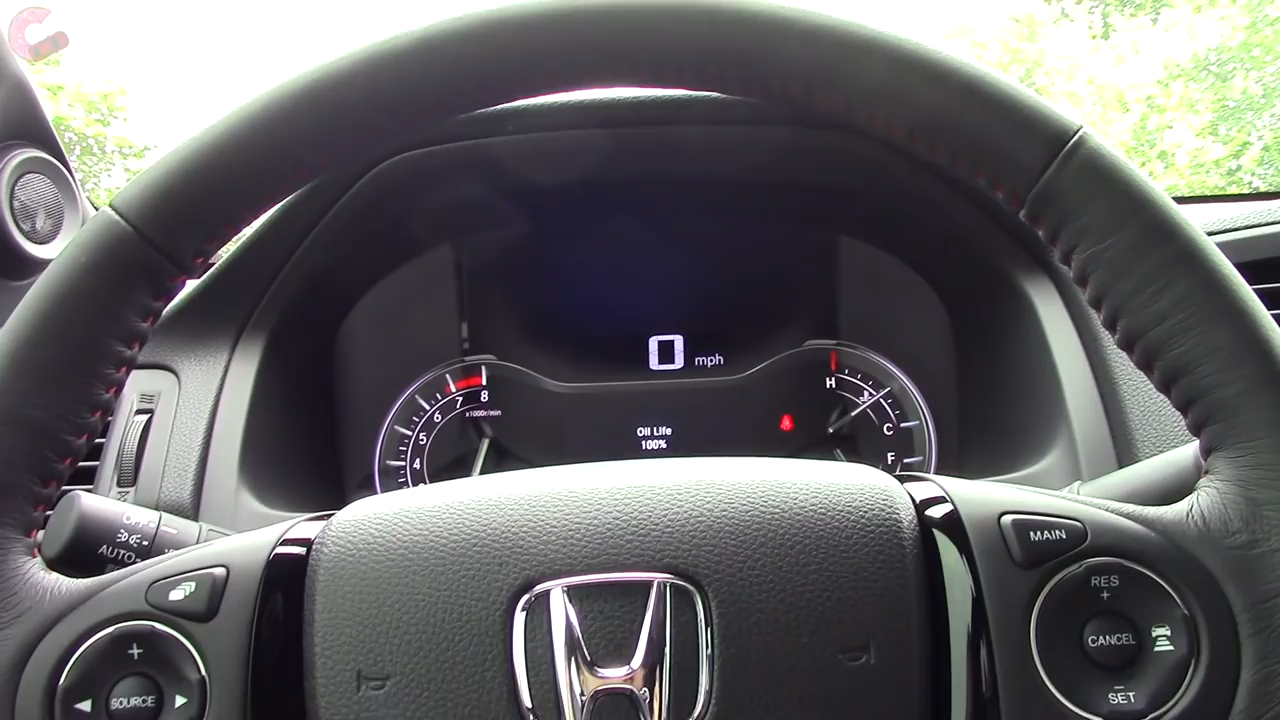 0 mph
8
7
6
5
4
x1000r/min
Oil Life
100%
H
C
F
OFF
AUTO
MAIN
RES
+
CANCEL
−
SET
+
SOURCE